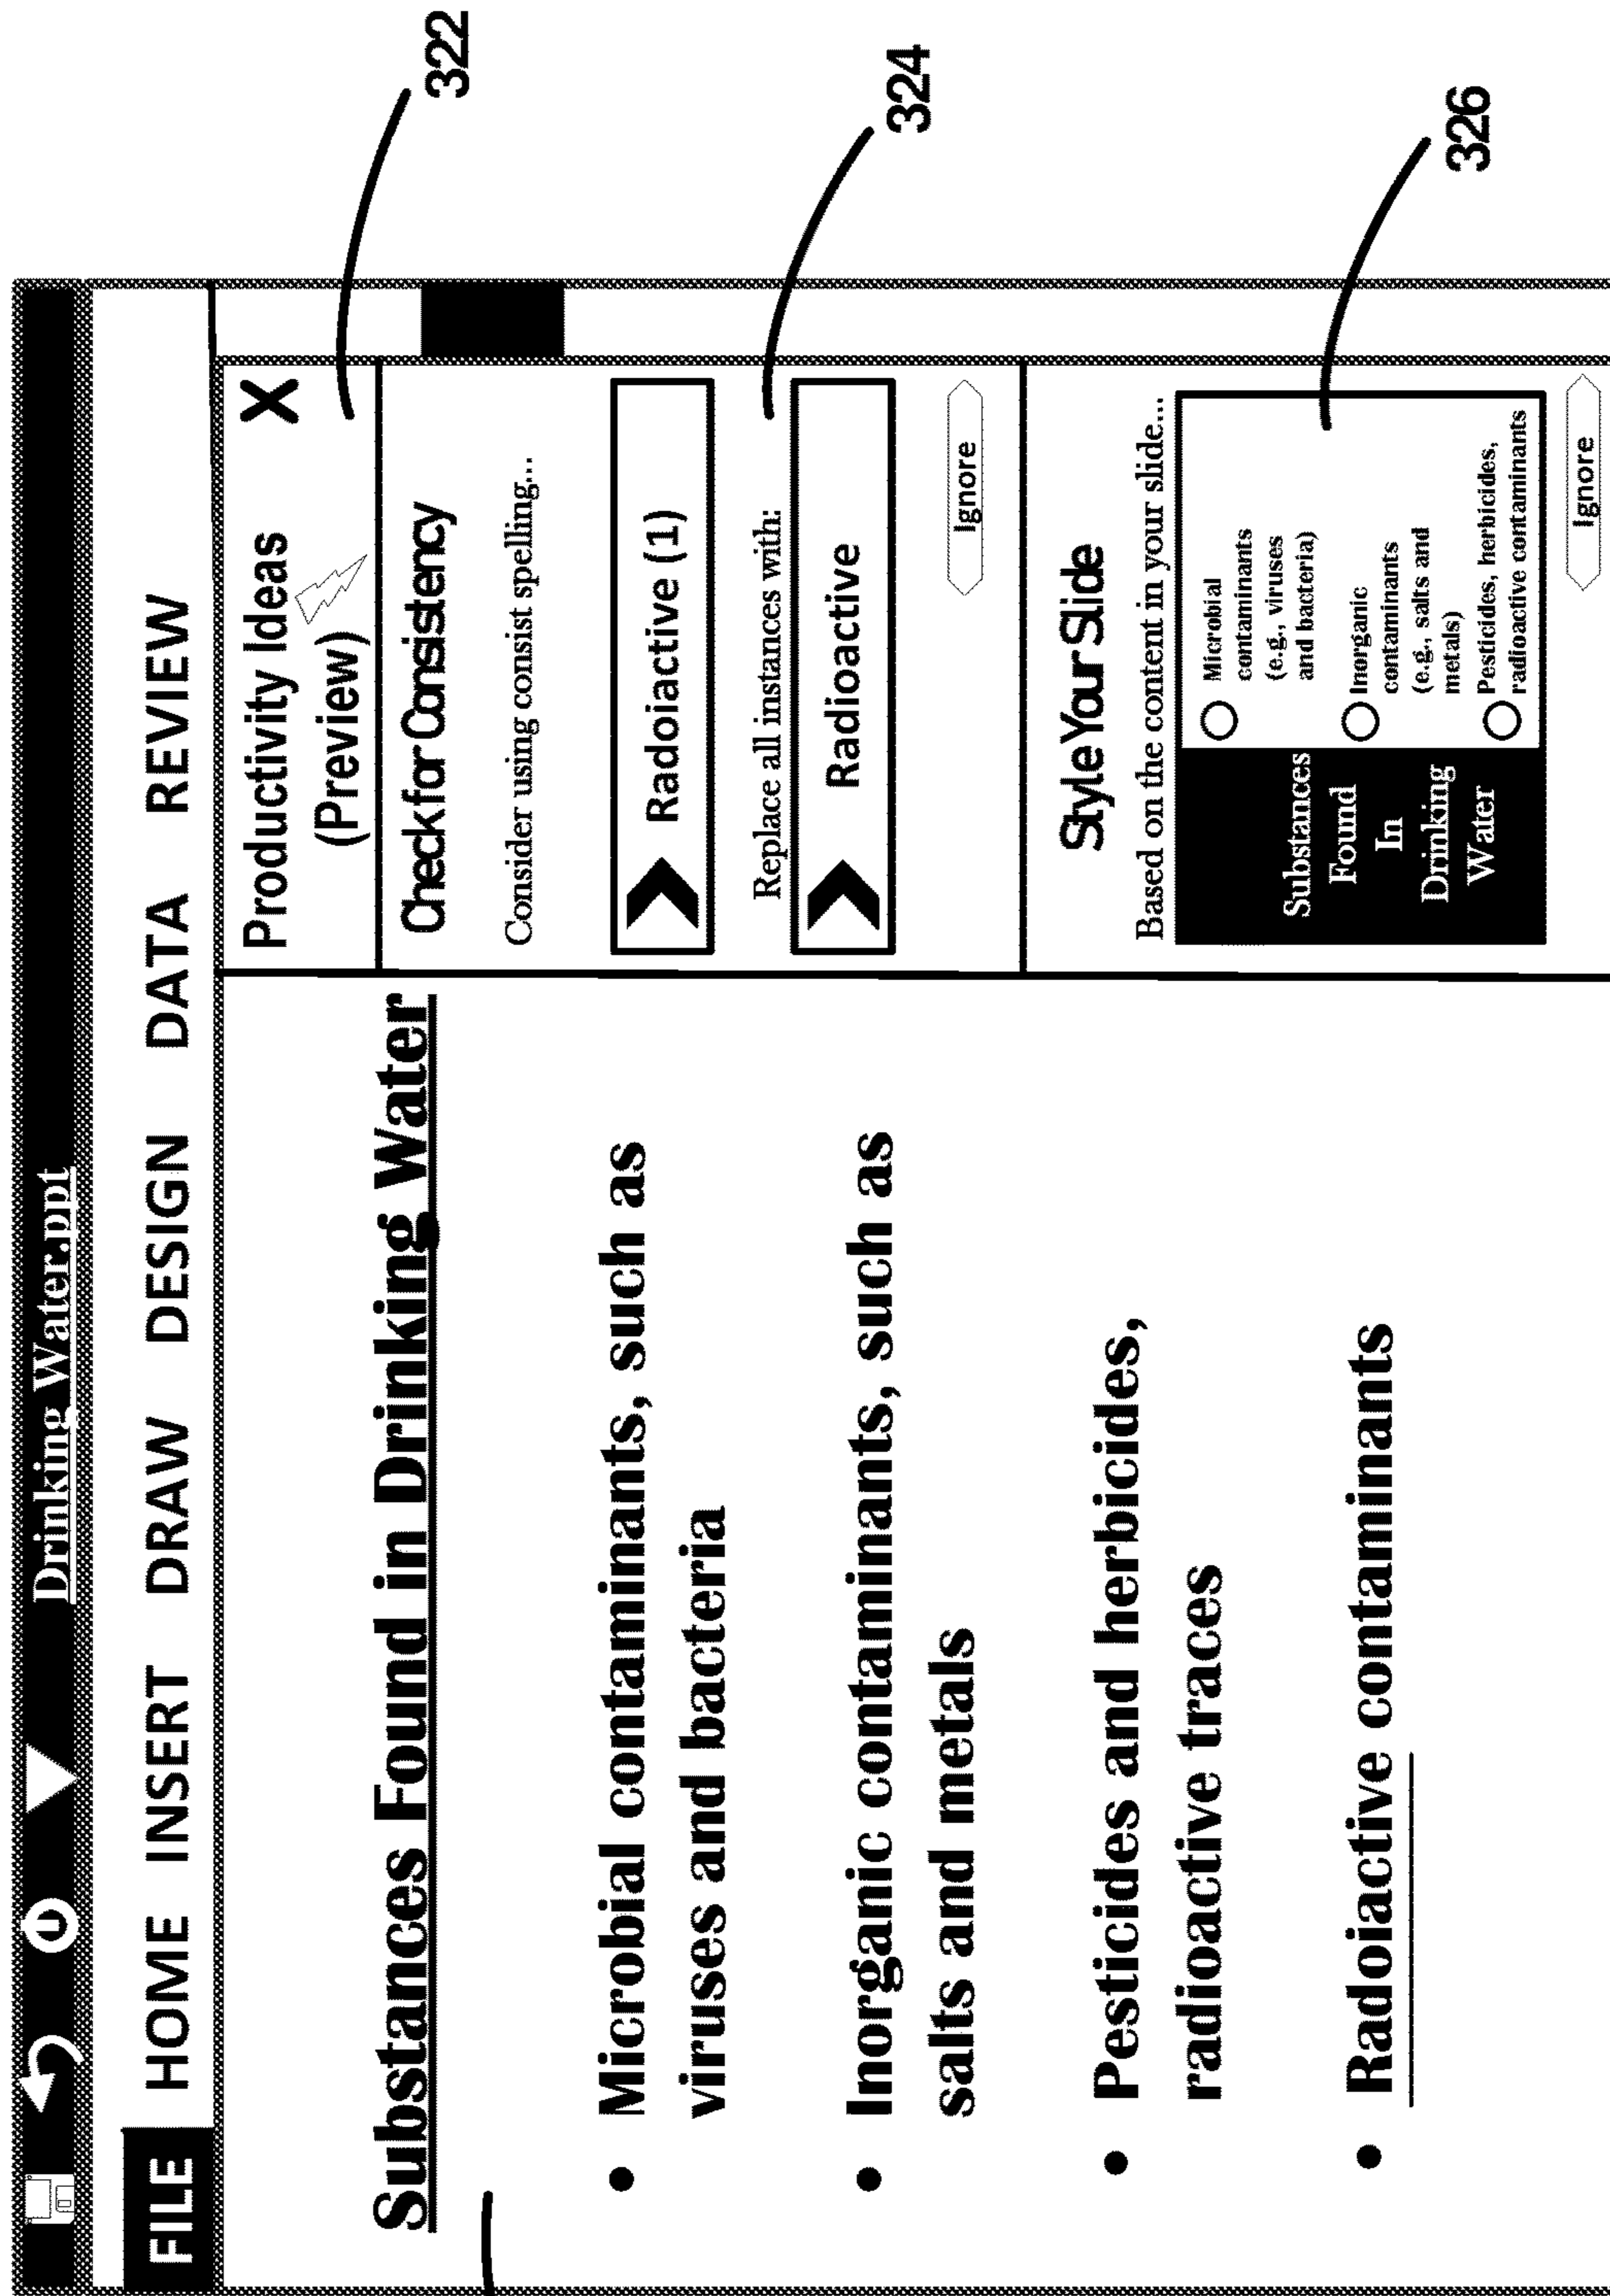 Drinking Water.ppt
FILE HOME INSERT DRAW DESIGN DATA REVIEW
Substances Found in Drinking Water
• Microbial contaminants, such as
viruses and bacteria
• Inorganic contaminants, such as
salts and metals
• Pesticides and herbicides,
radioactive traces
• Radoiactive contaminants
Productivity Ideas X
(Preview)
Check for Consistency
Consider using consist spelling...
Radoiactive (1)
Replace all instances with:
Radioactive
Ignore
Style Your Slide
Based on the content in your slide...
Substances
Found
In
Drinking
Water
Microbial
contaminants
(e.g., viruses
and bacteria)
Inorganic
contaminants
(e.g., salts and
metals)
Pesticides, herbicides,
radioactive contaminants
Ignore
322
324
326